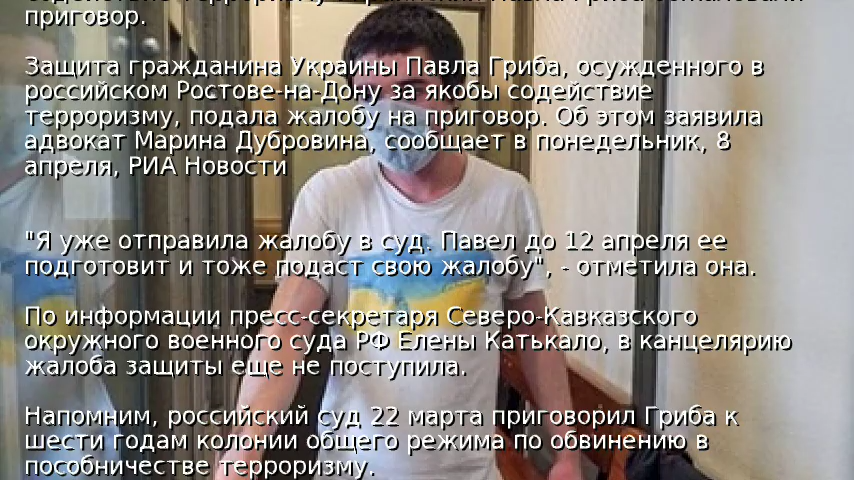 приговор.
Защита гражданина Украины Павла Гриба, осужденного в
российском Ростове-на-Дону за якобы содействие
терроризму, подала жалобу на приговор. Об этом заявила
адвокат Марина Дубровина, сообщает в понедельник, 8
апреля, РИА Новости
"Я уже отправила жалобу в суд. Павел до 12 апреля ее
подготовит и тоже подаст свою жалобу", - отметила она.
По информации пресс-секретаря Северо-Кавказского
окружного военного суда РФ Елены Катькало, в канцелярию
жалоба защиты еще не поступила.
Напомним, российский суд 22 марта приговорил Гриба к
шести годам колонии общего режима по обвинению в
пособничестве терроризму.